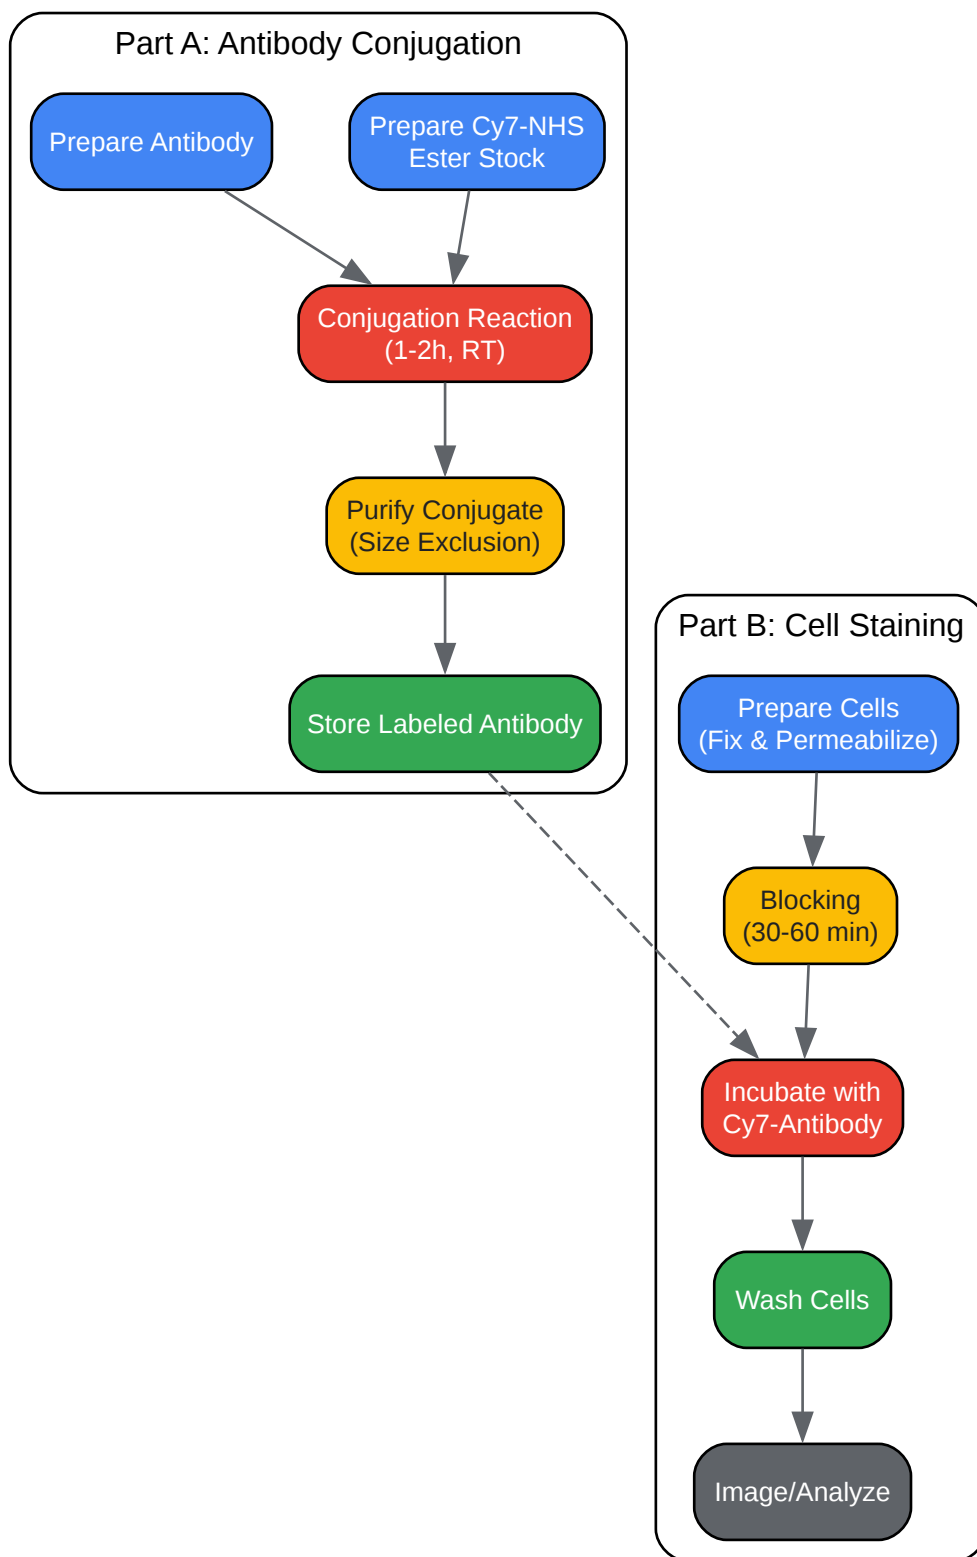 Part A: Antibody Conjugation
Prepare Antibody
Prepare Cy7-NHS
Ester Stock
Conjugation Reaction
(1-2h, RT)
Purify Conjugate
(Size Exclusion)
Store Labeled Antibody
Part B: Cell Staining
Prepare Cells
(Fix & Permeabilize)
Blocking
(30-60 min)
Incubate with
Cy7-Antibody
Wash Cells
Image/Analyze